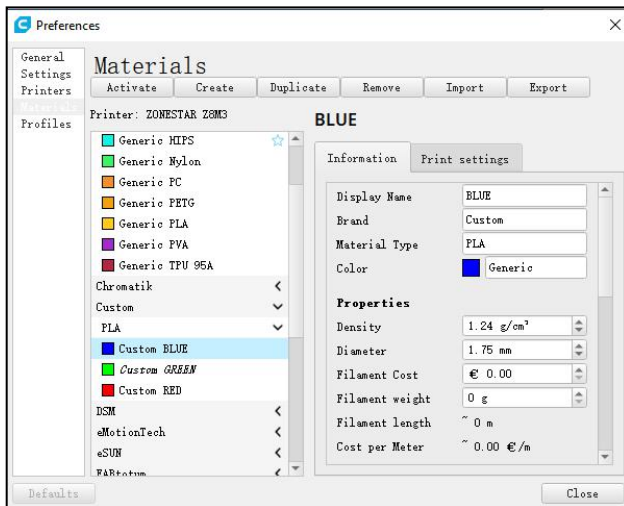 Preferences
General
Settings
Printers
Materials
Profiles
Materials
Activate Create Duplicate Remove Import Export
Printer: ZONESTAR Z8M3
Generic HIPS
Generic Nylon
Generic PC
Generic PETG
Generic PLA
Generic PVA
Generic TPU 95A
Chromatik
Custom
PLA
Custom BLUE
Custom GREEN
Custom RED
DSM
eMotionTech
eSUN
FABtotum
BLUE
Information Print settings
Display Name BLUE
Brand Custom
Material Type PLA
Color Generic
Properties
Density 1.24 g/cm³
Diameter 1.75 mm
Filament Cost € 0.00
Filament weight 0 g
Filament length ~ 0 m
Cost per Meter ~ 0.00 €/m
Defaults Close